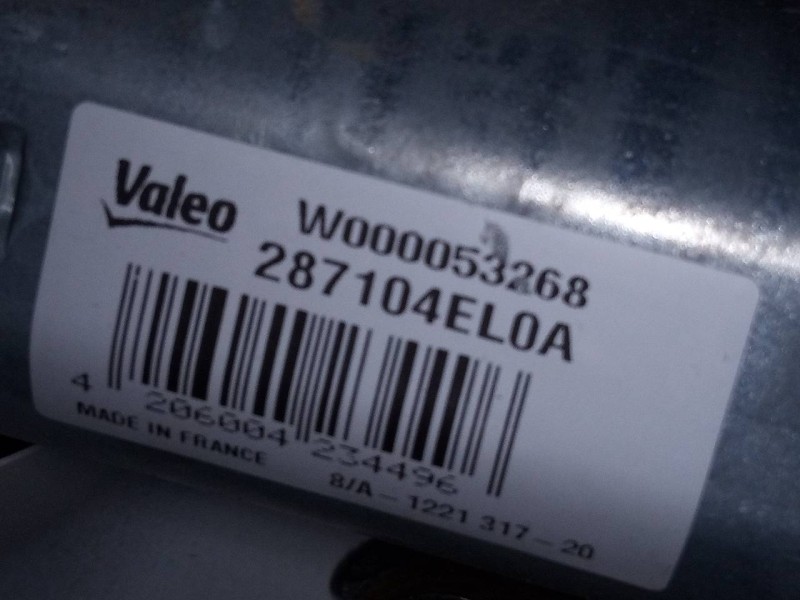 Valeo
W000053268
287104EL0A
4 206004 234496
MADE IN FRANCE
8/A - 1221 317 - 20